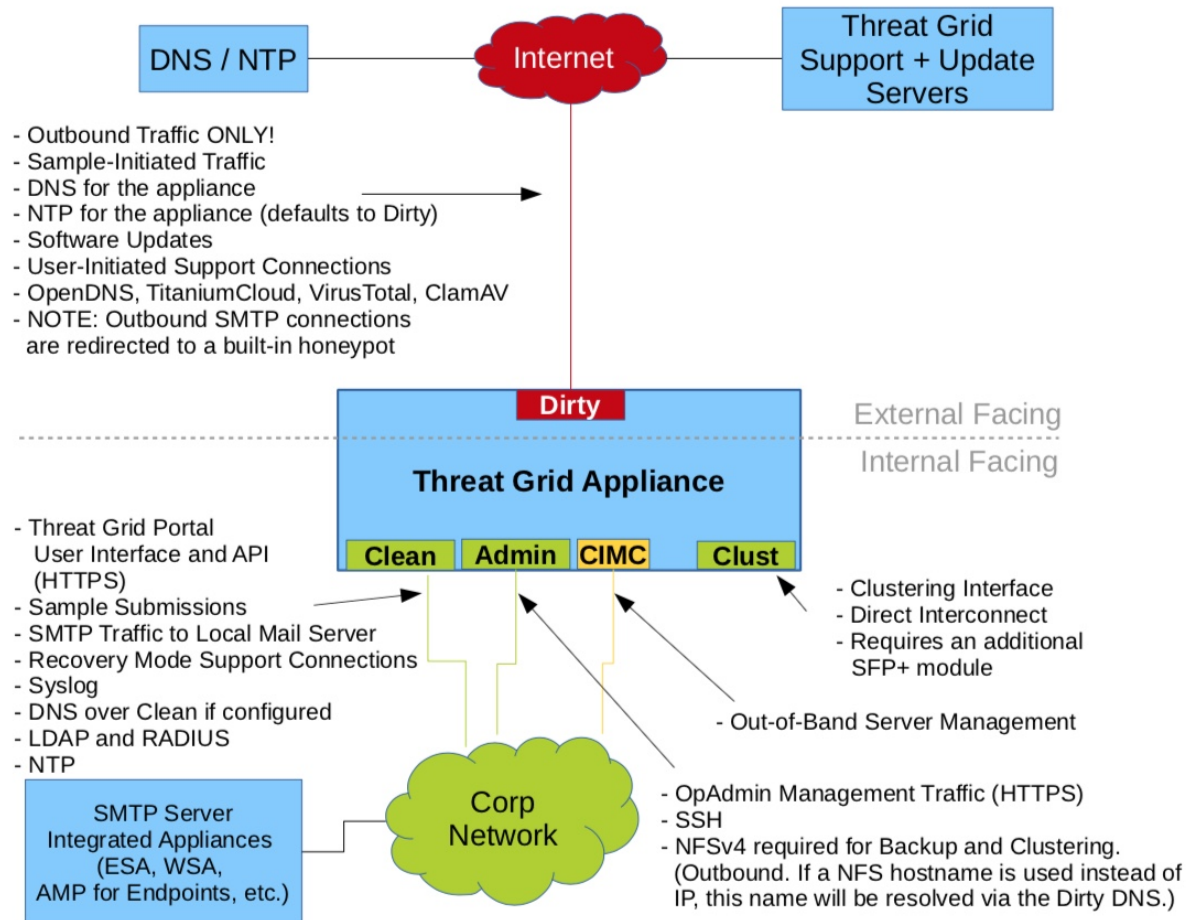 DNS / NTP
Internet
Threat Grid
Support + Update
Servers
- Outbound Traffic ONLY!
- Sample-Initiated Traffic
- DNS for the appliance
- NTP for the appliance (defaults to Dirty)
- Software Updates
- User-Initiated Support Connections
- OpenDNS, TitaniumCloud, VirusTotal, ClamAV
- NOTE: Outbound SMTP connections
are redirected to a built-in honeypot
Dirty
External Facing
Internal Facing
Threat Grid Appliance
Clean
Admin
CIMC
Clust
- Threat Grid Portal
User Interface and API
(HTTPS)
- Sample Submissions
- SMTP Traffic to Local Mail Server
- Recovery Mode Support Connections
- Syslog
- DNS over Clean if configured
- LDAP and RADIUS
- NTP
- Clustering Interface
- Direct Interconnect
- Requires an additional
SFP+ module
- Out-of-Band Server Management
Corp
Network
- OpAdmin Management Traffic (HTTPS)
- SSH
- NFSv4 required for Backup and Clustering.
(Outbound. If a NFS hostname is used instead of
IP, this name will be resolved via the Dirty DNS.)
SMTP Server
Integrated Appliances
(ESA, WSA,
AMP for Endpoints, etc.)